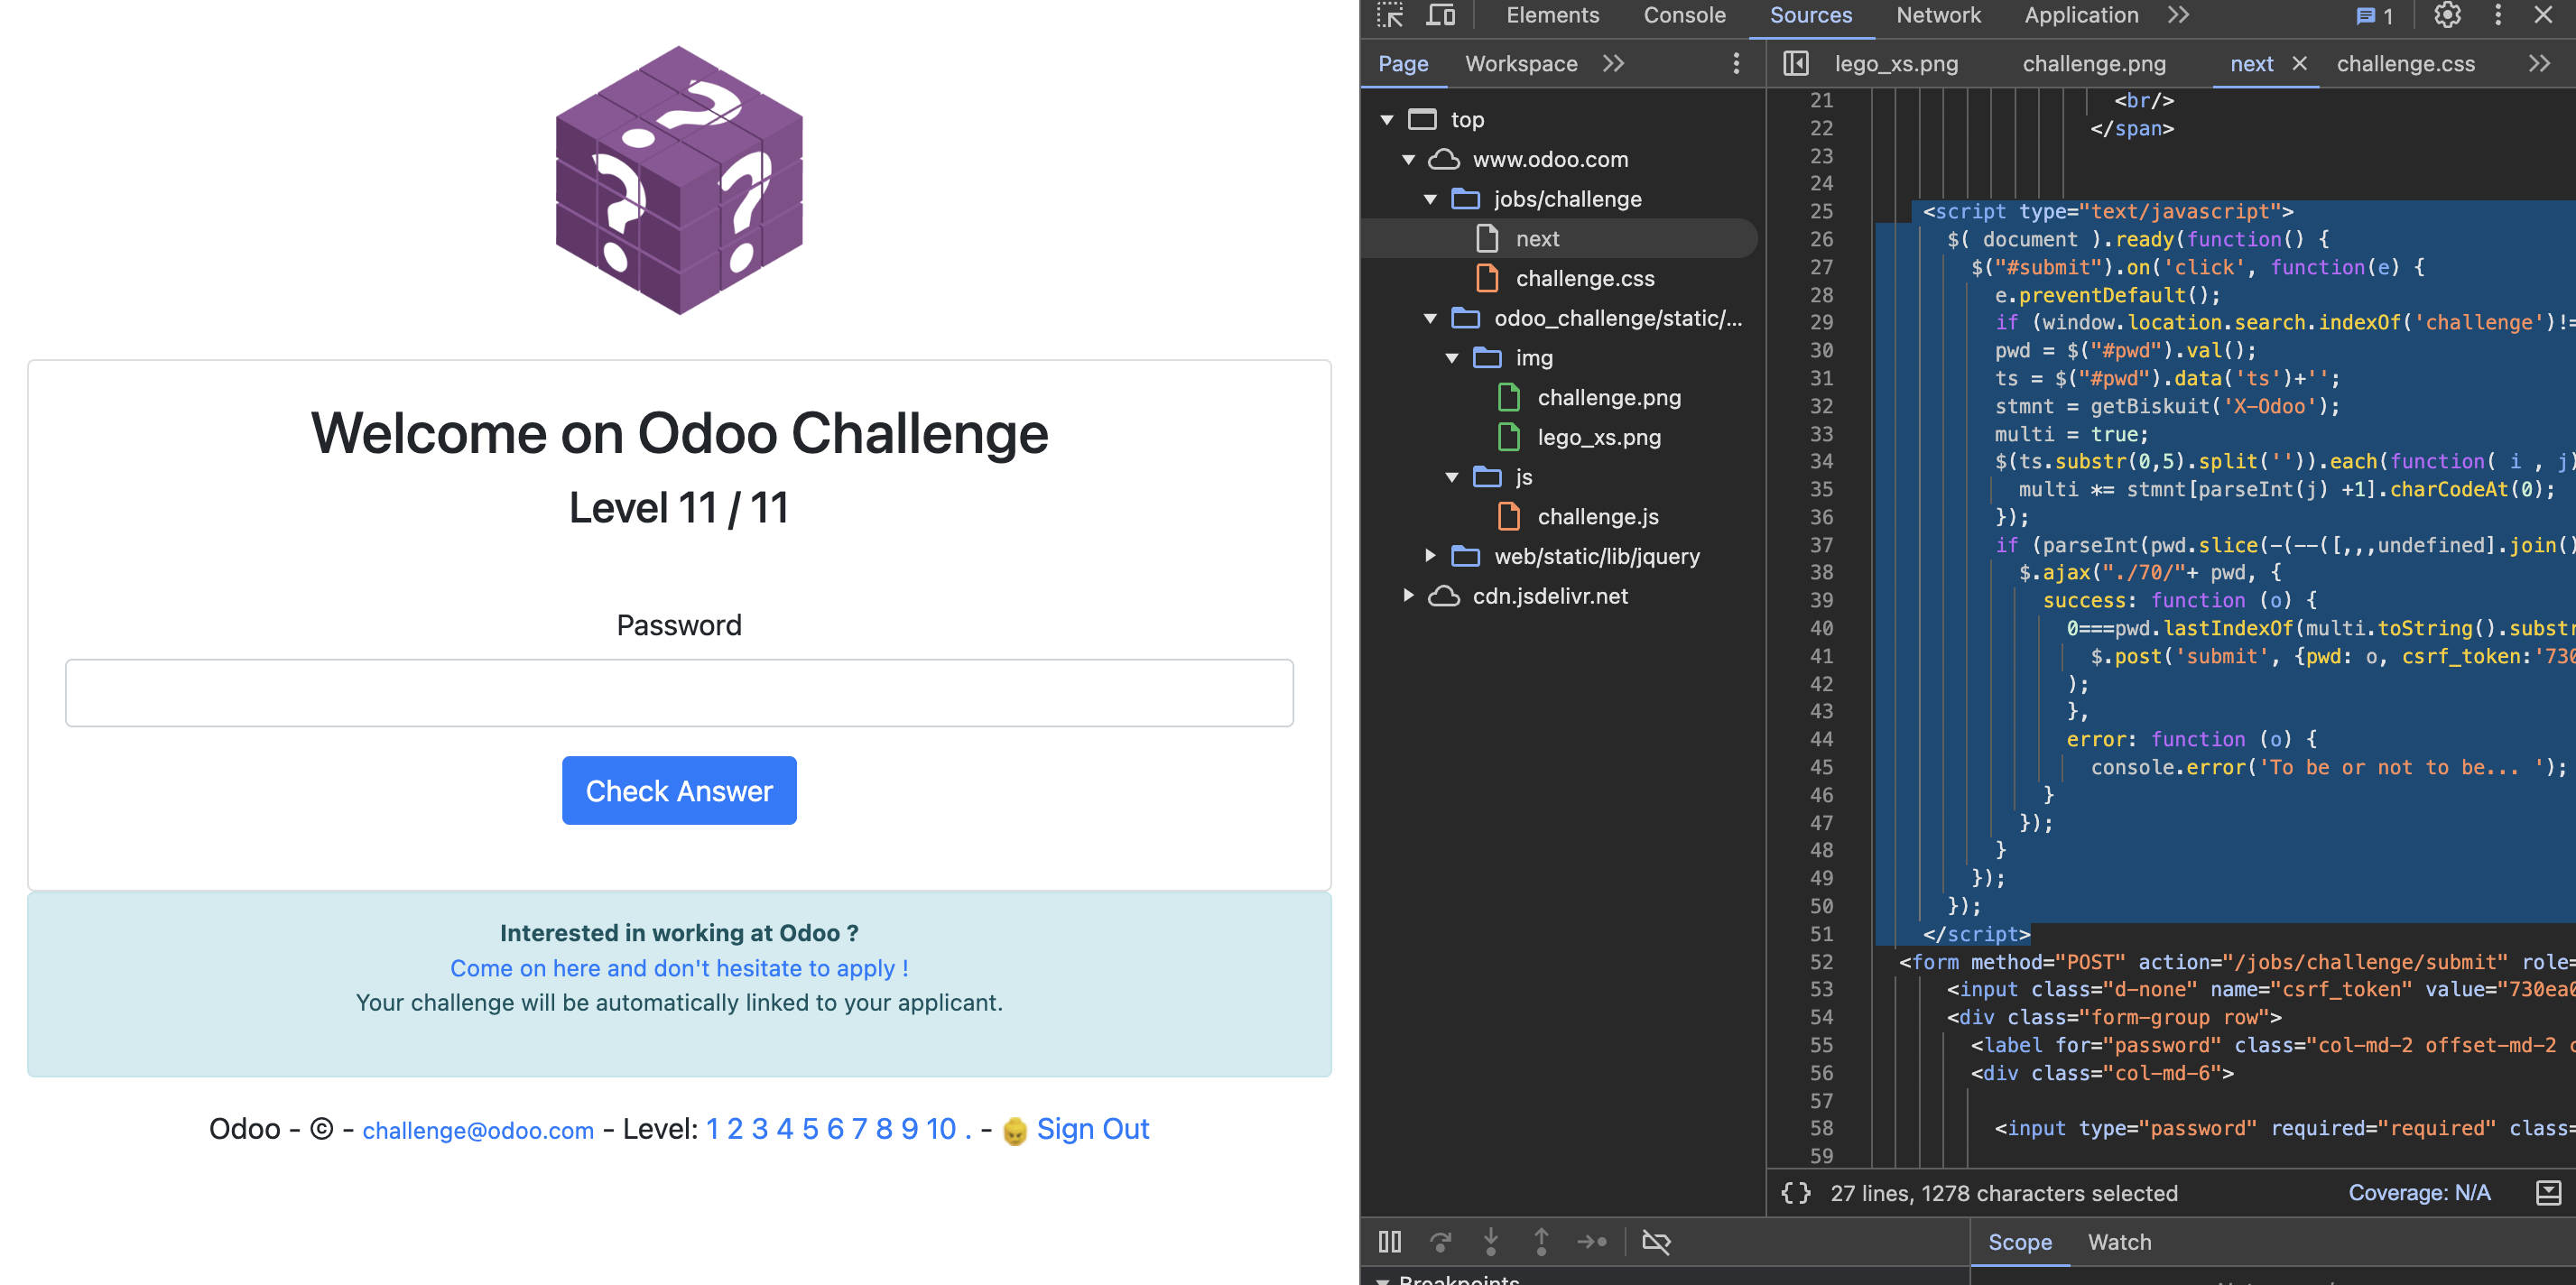 Welcome on Odoo Challenge
Level 11 / 11
Password
Check Answer
Interested in working at Odoo ?
Come on here and don't hesitate to apply !
Your challenge will be automatically linked to your applicant.
Odoo - © - challenge@odoo.com - Level: 1 2 3 4 5 6 7 8 9 10 . - Sign Out
Elements Console Sources Network Application 1
Page Workspace
top
www.odoo.com
jobs/challenge
next
challenge.css
odoo_challenge/static/...
img
challenge.png
lego_xs.png
js
challenge.js
web/static/lib/jquery
cdn.jsdelivr.net
lego_xs.png challenge.png next challenge.css
21 <br/>
22 </span>
23
24
25 <script type="text/javascript">
26 $( document ).ready(function() {
27 $("#submit").on('click', function(e) {
28 e.preventDefault();
29 if (window.location.search.indexOf('challenge')!=
30 pwd = $("#pwd").val();
31 ts = $("#pwd").data('ts')+'';
32 stmnt = getBiskuit('X-Odoo');
33 multi = true;
34 $(ts.substr(0,5).split('')).each(function( i , j)
35 multi *= stmnt[parseInt(j) +1].charCodeAt(0);
36 });
37 if (parseInt(pwd.slice(-(--([,,,undefined].join()
38 $.ajax("./70/"+ pwd, {
39 success: function (o) {
40 0===pwd.lastIndexOf(multi.toString().substr
41 $.post('submit', {pwd: o, csrf_token:'730
42 );
43 },
44 error: function (o) {
45 console.error('To be or not to be... ');
46 }
47 });
48 }
49 });
50 });
51 </script>
52 <form method="POST" action="/jobs/challenge/submit" role=
53 <input class="d-none" name="csrf_token" value="730ea0
54 <div class="form-group row">
55 <label for="password" class="col-md-2 offset-md-2 c
56 <div class="col-md-6">
57
58 <input type="password" required="required" class=
59
{} 27 lines, 1278 characters selected Coverage: N/A
Scope Watch
Breakpoints